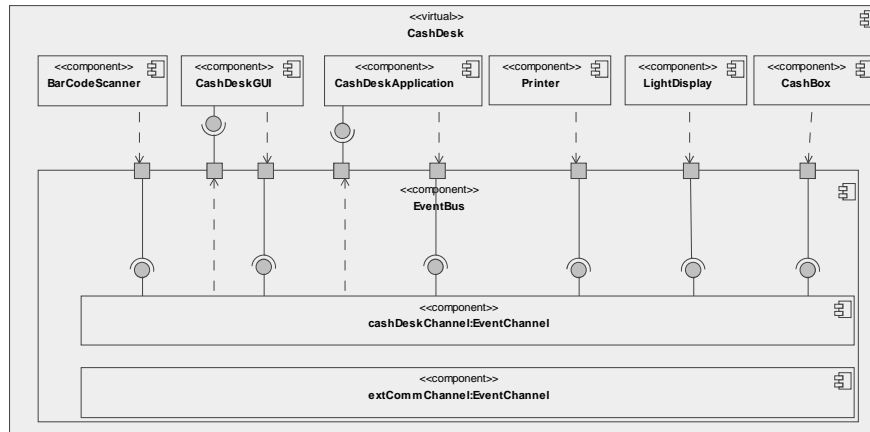 <<virtual>>
CashDesk
<<component>>
BarCodeScanner
<<component>>
CashDeskGUI
<<component>>
CashDeskApplication
<<component>>
Printer
<<component>>
LightDisplay
<<component>>
CashBox
<<component>>
EventBus
<<component>>
cashDeskChannel:EventChannel
<<component>>
extCommChannel:EventChannel